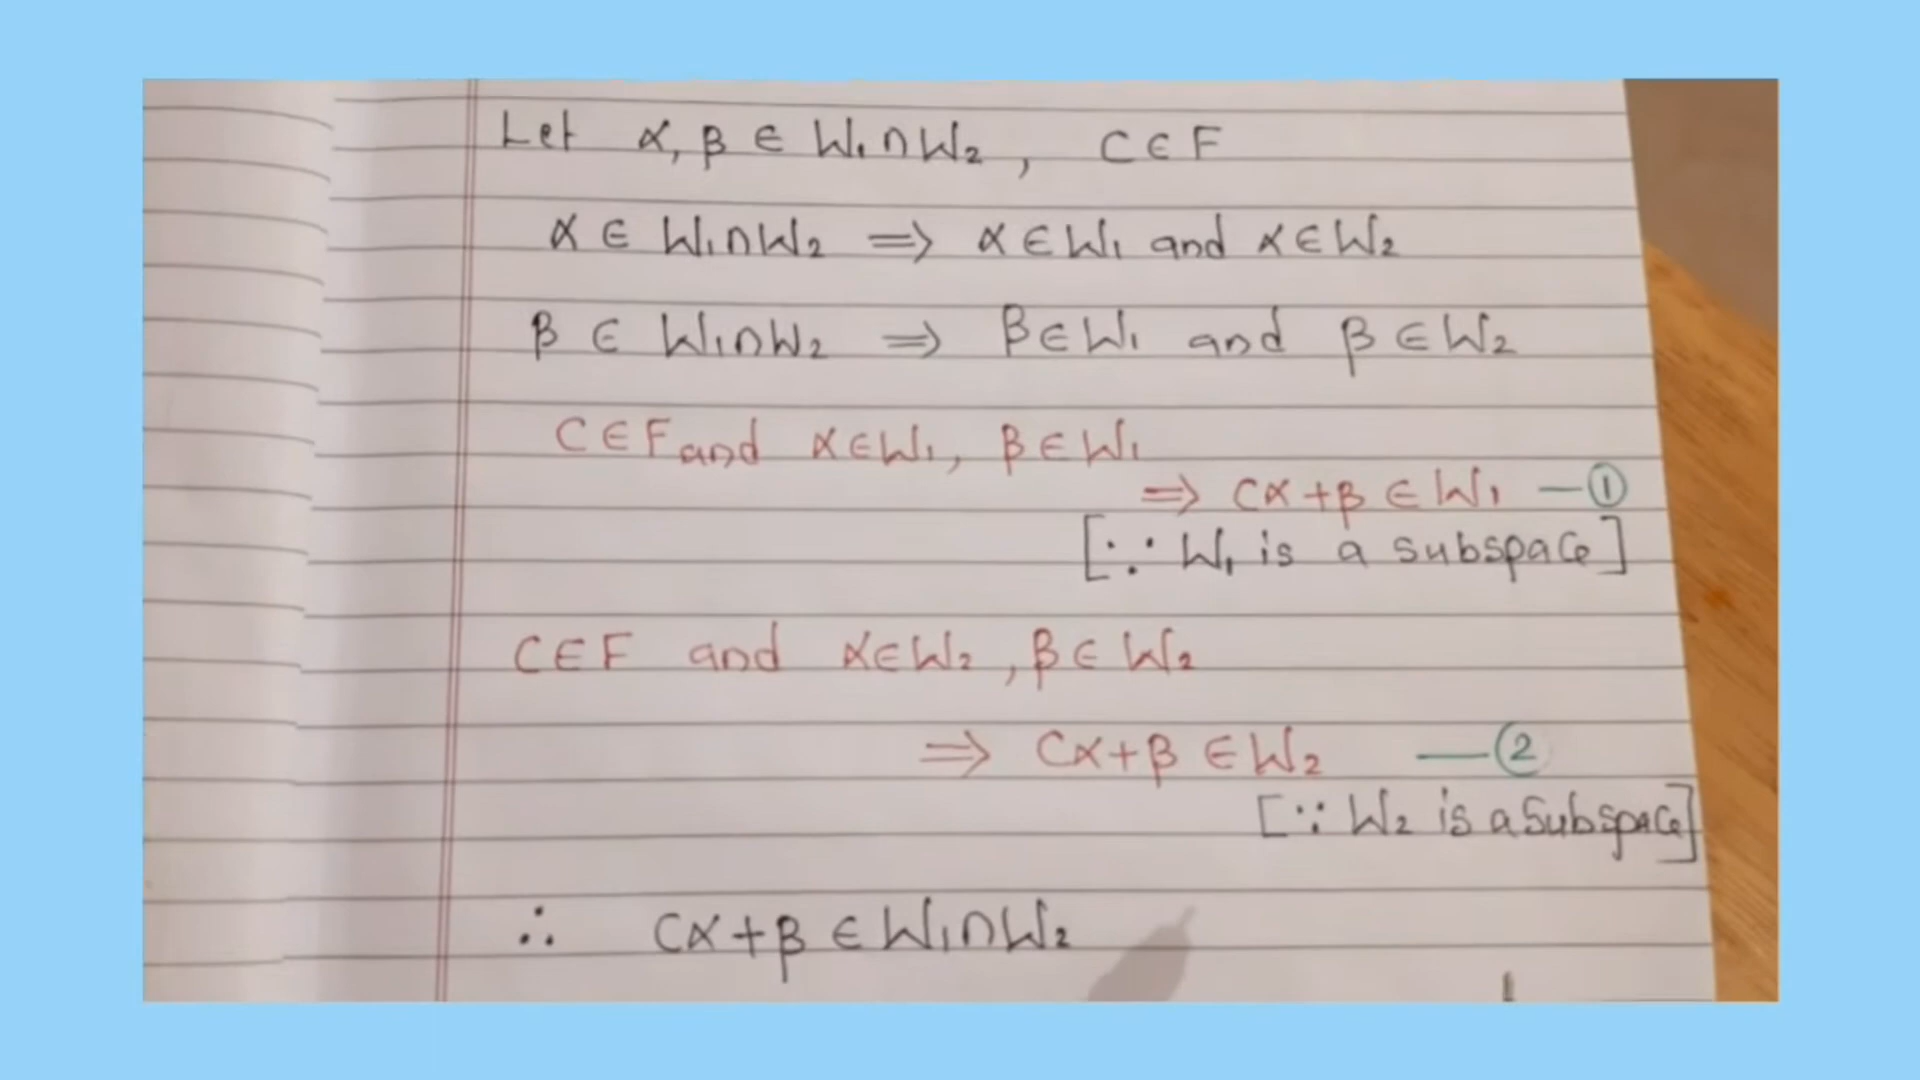 Let α, β ∈ W₁∩W₂, C∈F
α ∈ W₁∩W₂ ⇒ α∈W₁ and α∈W₂
β ∈ W₁∩W₂ ⇒ β∈W₁ and β∈W₂
C∈F and α∈W₁, β∈W₁
⇒ Cα+β ∈ W₁ —①
[∵ W₁ is a subspace]
C∈F and α∈W₂, β∈W₂
⇒ Cα+β ∈W₂ —②
[∵ W₂ is a Subspace]
∴ Cα+β ∈ W₁∩W₂